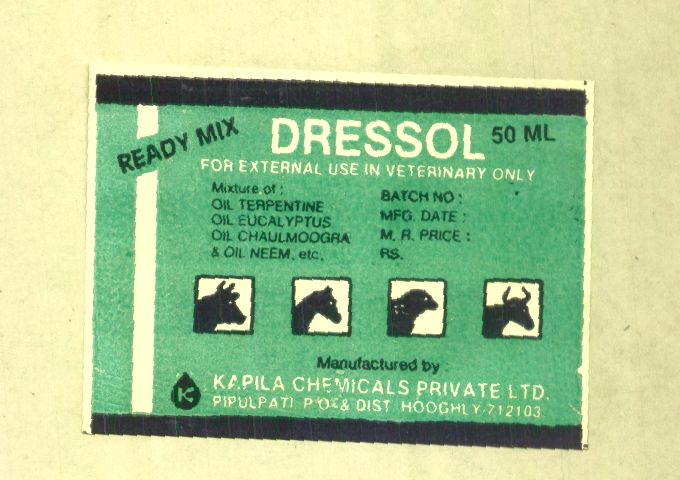 READY MIX
DRESSOL 50 ML
FOR EXTERNAL USE IN VETERINARY ONLY
Mixture of :
OIL TERPENTINE
OIL EUCALYPTUS
OIL CHAULMOOGRA
& OIL NEEM, etc.
BATCH NO :
MFG. DATE :
M. R. PRICE :
RS.
Manufactured by :
K
KAPILA CHEMICALS PRIVATE LTD.
PIPULPATI P.O. & DIST. HOOGHLY-712103